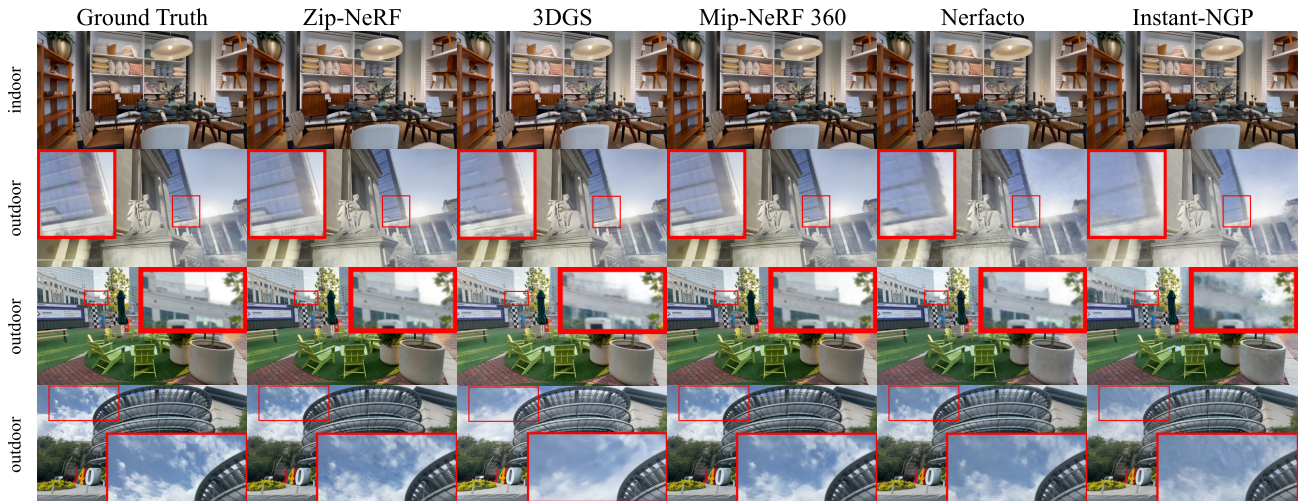 Ground Truth Zip-NeRF 3DGS Mip-NeRF 360 Nerfacto Instant-NGP
indoor
outdoor
outdoor
outdoor